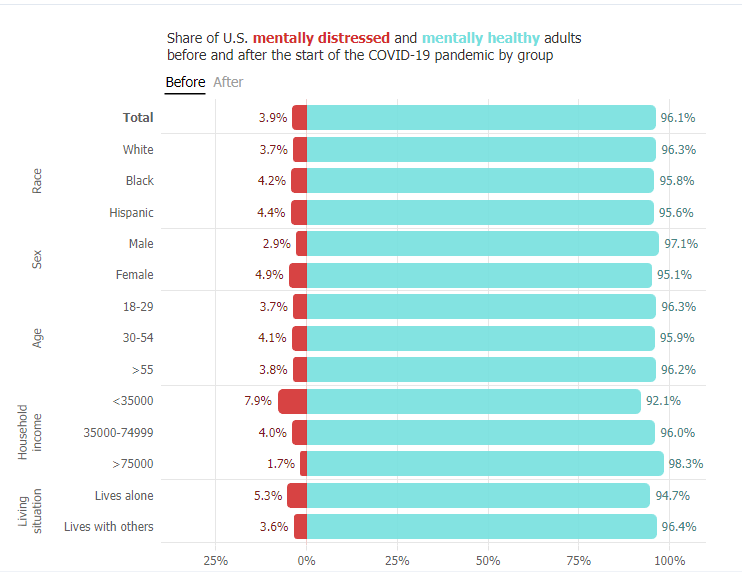 Share of U.S. mentally distressed and mentally healthy adults
before and after the start of the COVID-19 pandemic by group
Before After
Total 3.9% 96.1%
Race
White 3.7% 96.3%
Black 4.2% 95.8%
Hispanic 4.4% 95.6%
Sex
Male 2.9% 97.1%
Female 4.9% 95.1%
Age
18-29 3.7% 96.3%
30-54 4.1% 95.9%
>55 3.8% 96.2%
Household
income
<35000 7.9% 92.1%
35000-74999 4.0% 96.0%
>75000 1.7% 98.3%
Living
situation
Lives alone 5.3% 94.7%
Lives with others 3.6% 96.4%
25% 0% 25% 50% 75% 100%